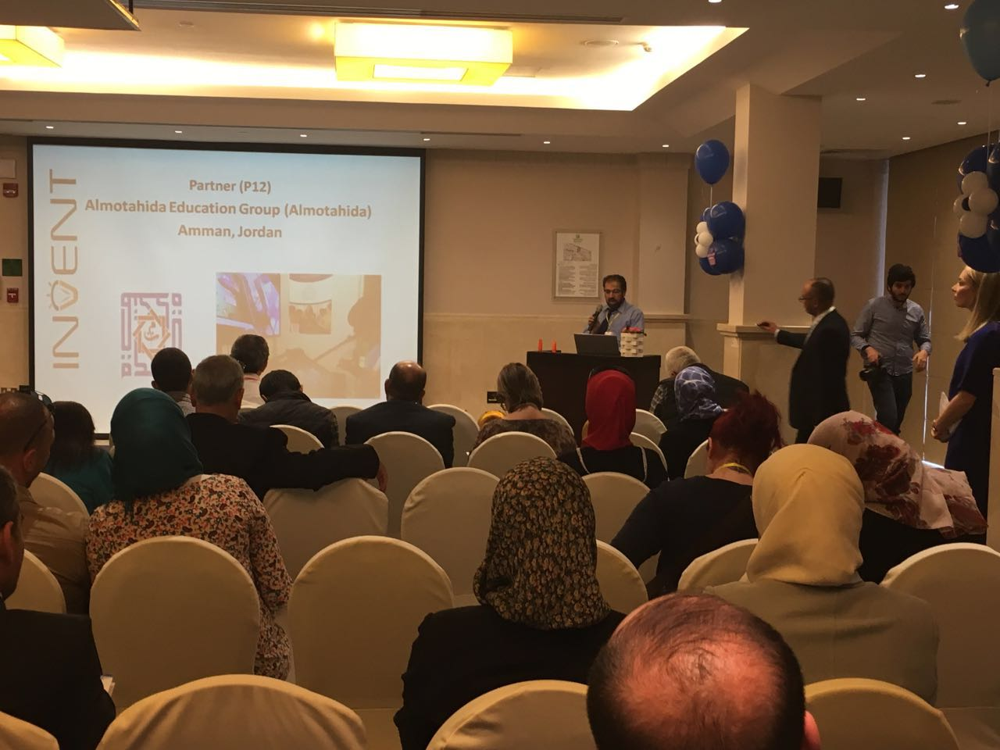 Partner (P12)
Almotahida Education Group (Almotahida)
Amman, Jordan
INVENT